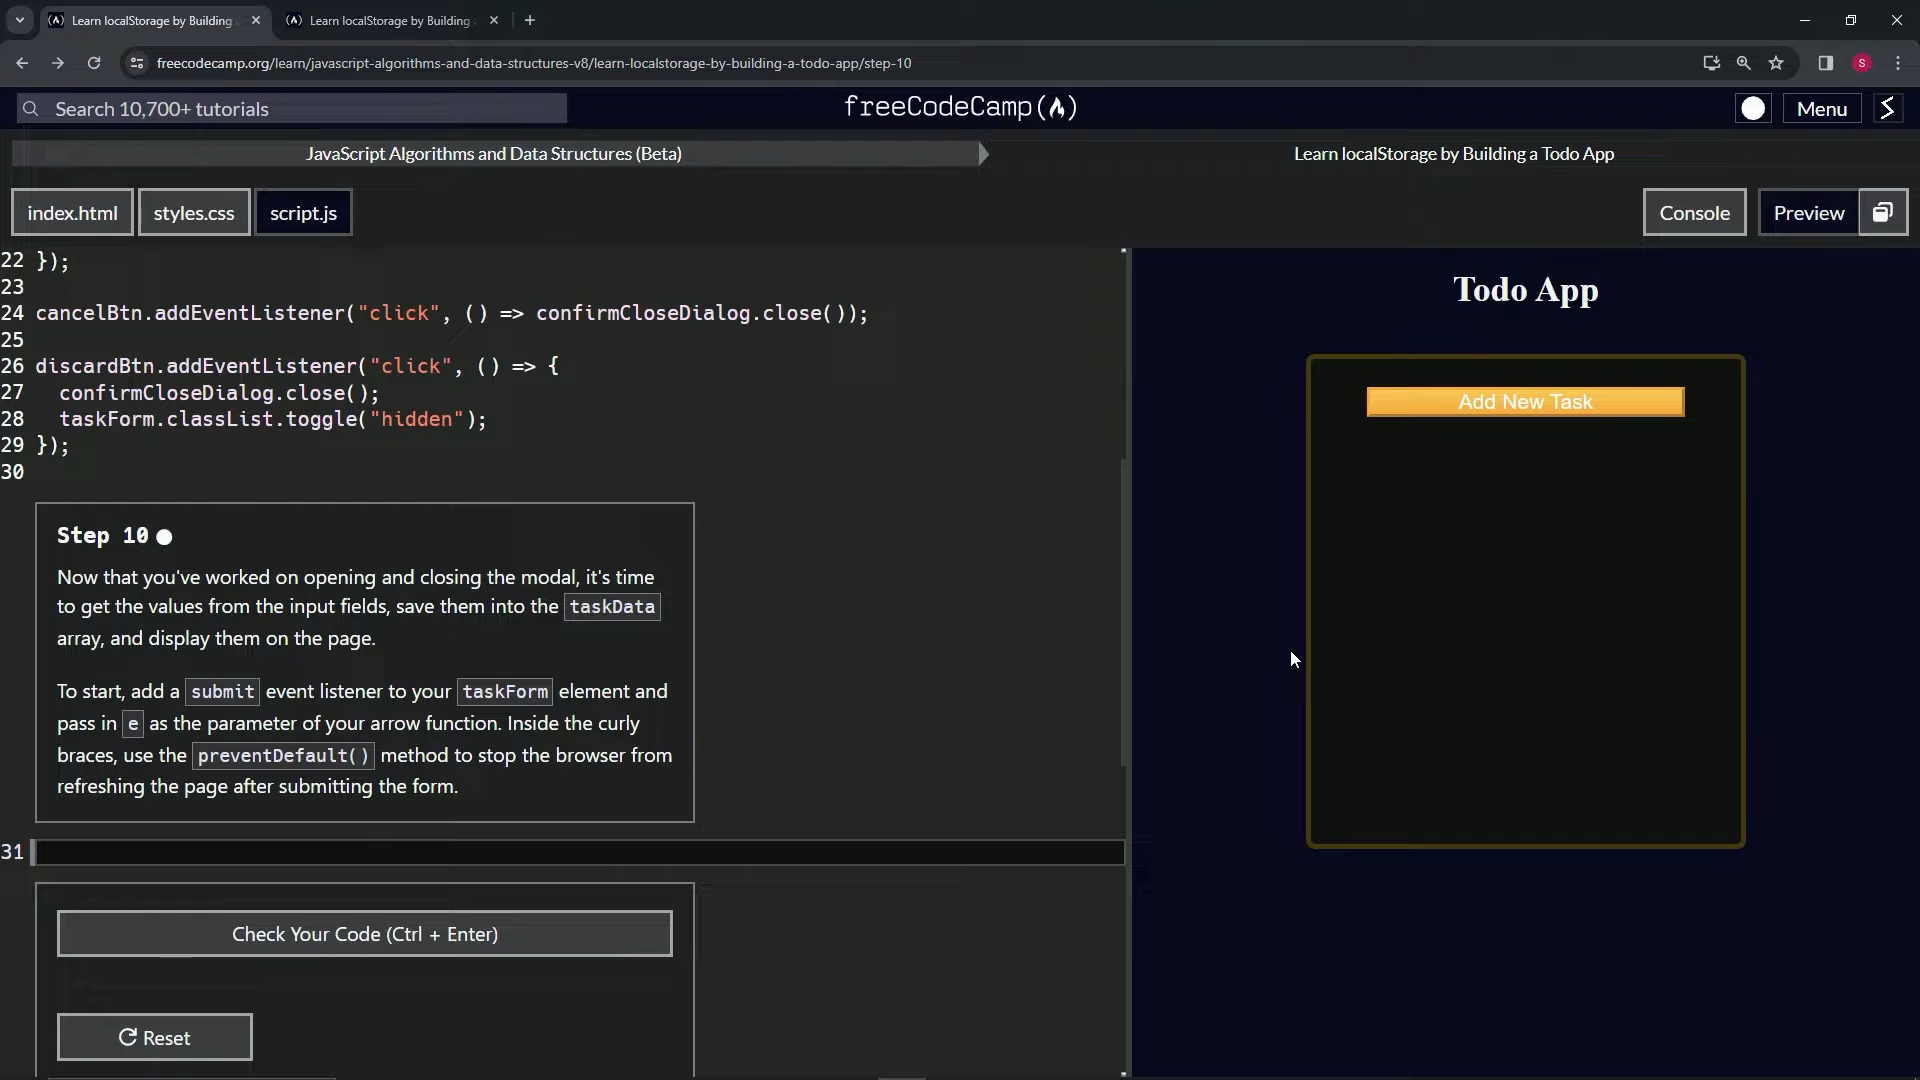 Learn localStorage by Building
Learn localStorage by Building
freecodecamp.org/learn/javascript-algorithms-and-data-structures-v8/learn-localstorage-by-building-a-todo-app/step-10
S
Search 10,700+ tutorials
freeCodeCamp
Menu
JavaScript Algorithms and Data Structures (Beta)
Learn localStorage by Building a Todo App
index.html
styles.css
script.js
Console
Preview
22 });
23
24 cancelBtn.addEventListener("click", () => confirmCloseDialog.close());
25
26 discardBtn.addEventListener("click", () => {
27 confirmCloseDialog.close();
28 taskForm.classList.toggle("hidden");
29 });
30
Step 10
Now that you've worked on opening and closing the modal, it's time
to get the values from the input fields, save them into the taskData
array, and display them on the page.
To start, add a submit event listener to your taskForm element and
pass in e as the parameter of your arrow function. Inside the curly
braces, use the preventDefault() method to stop the browser from
refreshing the page after submitting the form.
31
Check Your Code (Ctrl + Enter)
Reset
Todo App
Add New Task